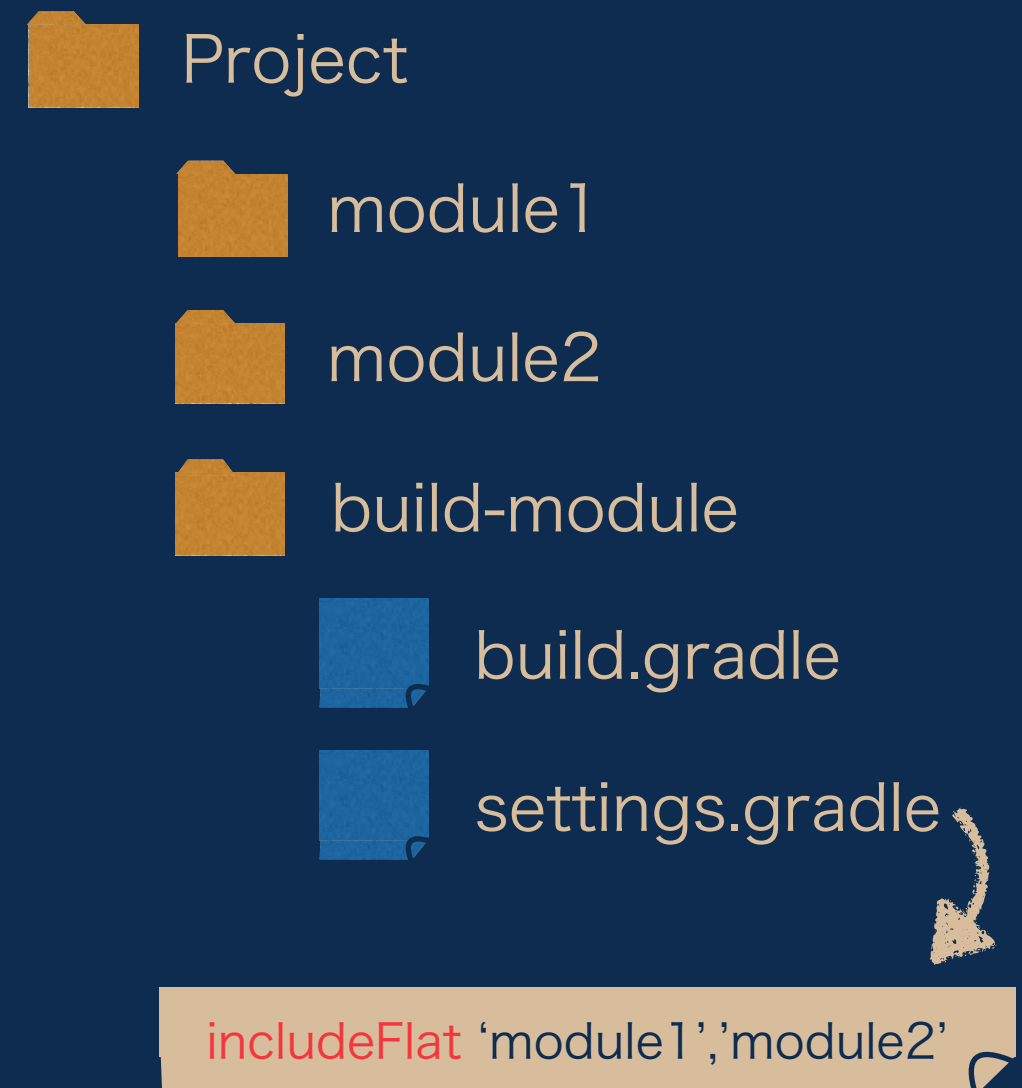 Project
module1
module2
build-module
build.gradle
settings.gradle
includeFlat ‘module1’,’module2’